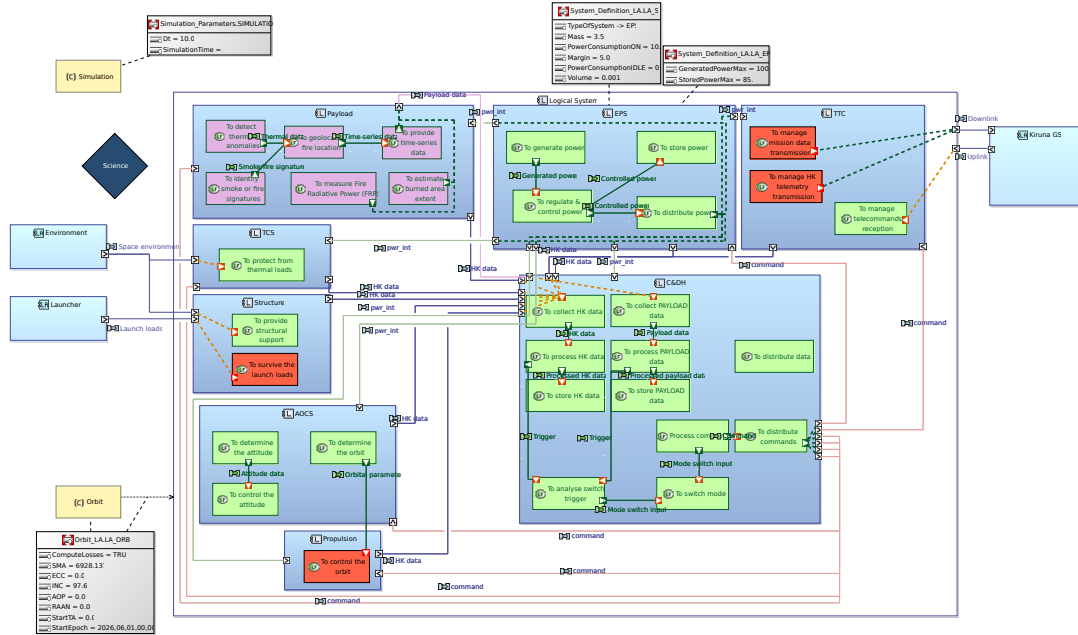 Simulation_Parameters.SIMULATIO
Dt = 10.0
SimulationTime =
{C} Simulation
System_Definition_LA.LA_S
TypeOfSystem -> EP
Mass = 3.5
PowerConsumptionON = 10.
Margin = 5.0
PowerConsumptionIDLE = 0
Volume = 0.001
System_Definition_LA.LA_EP
GeneratedPowerMax = 100
StoredPowerMax = 85.
Science
Logical System
Payload data
pwr_int
pwr_int
Payload
To detect
thermal
anomalies
Thermal data
To geolocate
fire location
Time-series data
To provide
time-series
data
Smoke/fire signatur
To identify
smoke or fire
signatures
To measure Fire
Radiative Power (FRP)
To estimate
burned area
extent
EPS
To generate power
To store power
Generated power
Controlled power
To regulate &
control power
Controlled power
To distribute power
TTC
To manage
mission data
transmission
To manage HK
telemetry
transmission
To manage
telecommands
reception
Downlink
Uplink
Kiruna GS
Environment
Space environmen
Launcher
Launch loads
TCS
To protect from
thermal loads
pwr_int
HK data
HK data
HK data
pwr_int
HK data
HK data
pwr_int
pwr_int
command
command
Structure
To provide
structural
support
To survive the
launch loads
C&DH
To collect HK data
To collect PAYLOAD
data
HK data
Payload data
To process HK data
To process PAYLOAD
data
To distribute data
Processed HK data
Processed payload dat
To store HK data
To store PAYLOAD
data
Trigger
Trigger
To distribute
commands
Mode switch input
To analyse switch
trigger
To switch mode
Mode switch input
AOCS
HK data
To determine
the attitude
To determine
the orbit
Attitude data
Orbital paramete
To control the
attitude
{C} Orbit
Orbit_LA.LA_ORB
ComputeLosses = TRU
SMA = 6928.13
ECC = 0.0
INC = 97.6
AOP = 0.0
RAAN = 0.0
StartTA = 0.0
StartEpoch = 2026,06,01,00,00
Propulsion
To control the
orbit
HK data
command
command
command
command